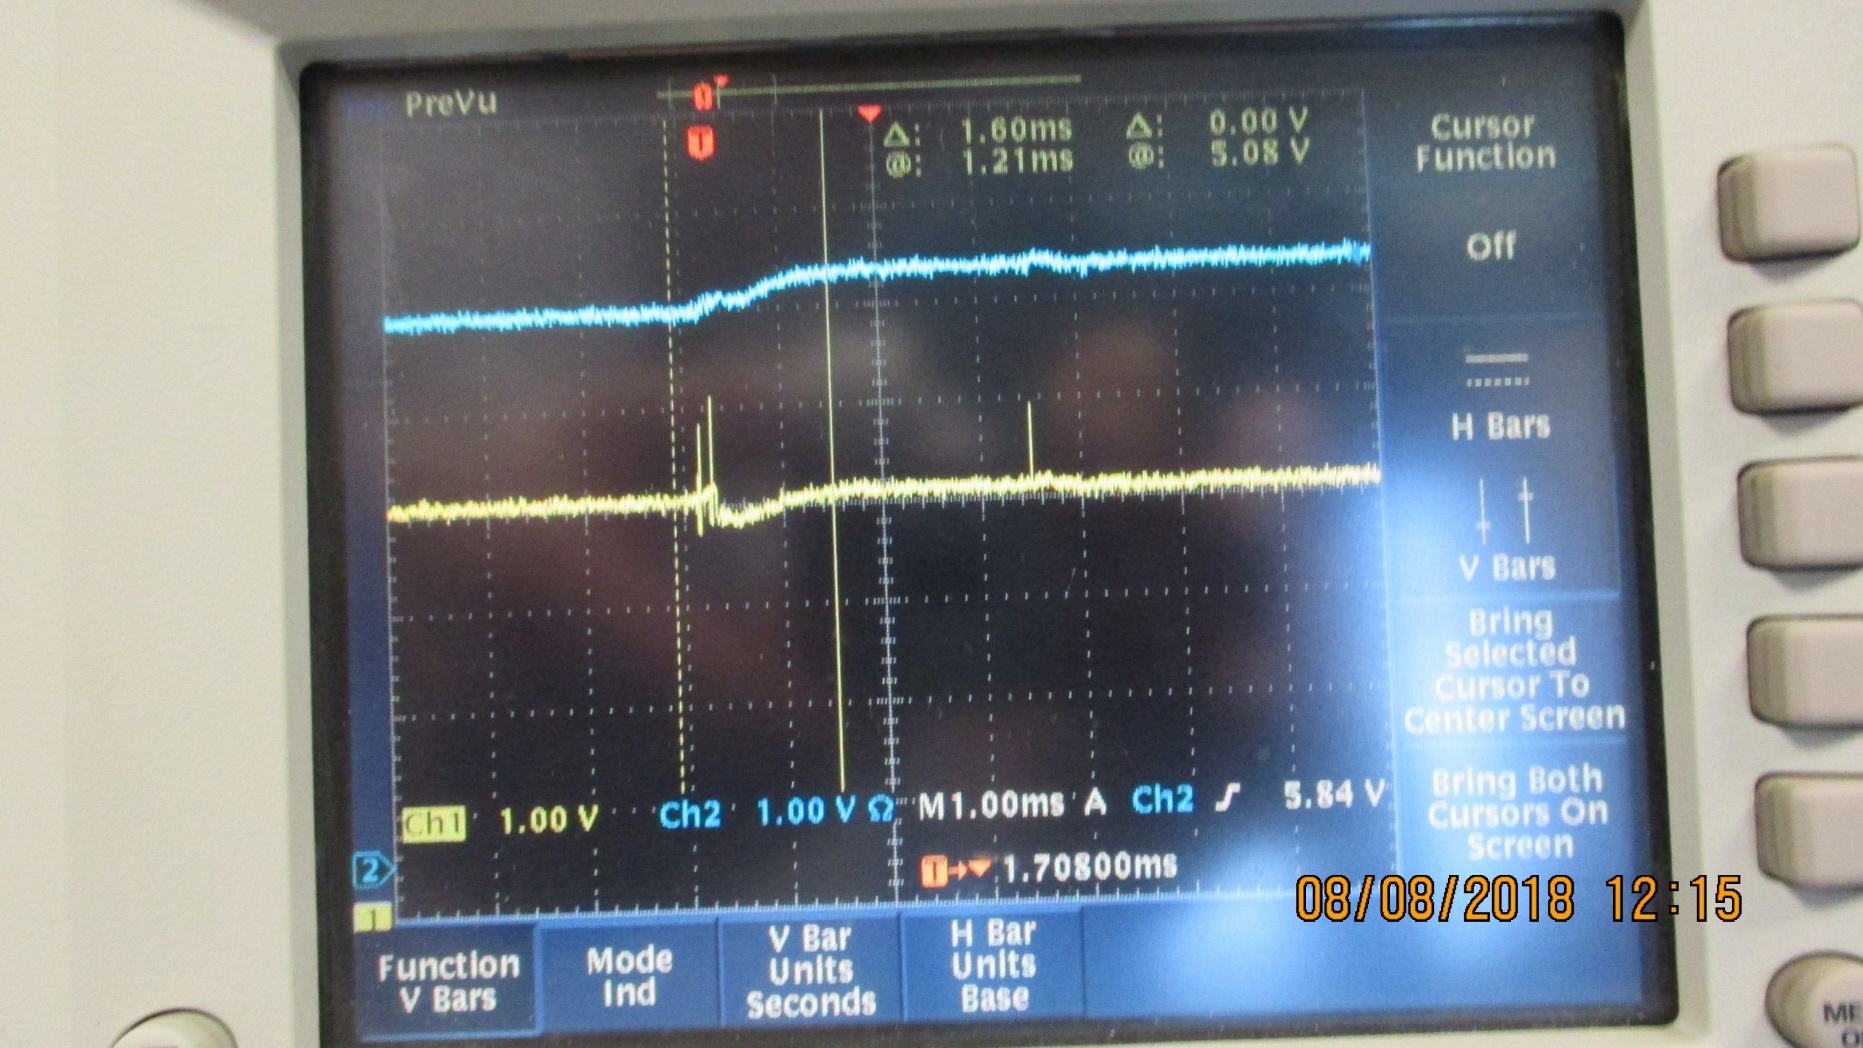 PreVu
Δ: 1.60ms Δ: 0.00 V
@: 1.21ms @: 5.08 V
Cursor
Function
Off
H Bars
V Bars
Bring
Selected
Cursor To
Center Screen
Bring Both
Cursors On
Screen
Ch1 1.00 V Ch2 1.00 V Ω M1.00ms A Ch2 5.84 V
T→▼ 1.70800ms
2
1
Function
V Bars
Mode
Ind
V Bar
Units
Seconds
H Bar
Units
Base
08/08/2018 12:15